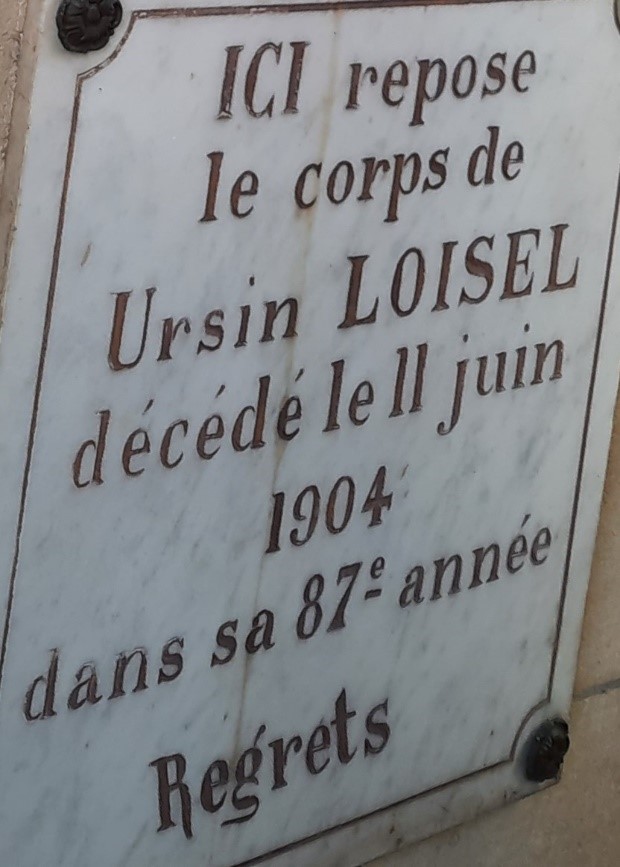 ICI repose
le corps de
Ursin LOISEL
décédé le 11 juin
1904
dans sa 87e année
Regrets